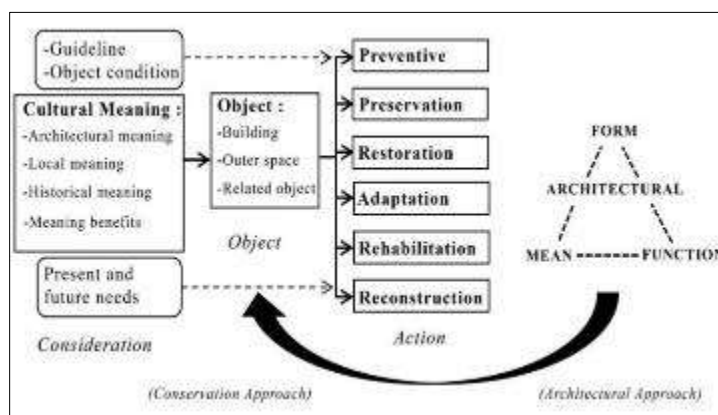 -Guideline
-Object condition
Cultural Meaning :
-Architectural meaning
-Local meaning
-Historical meaning
-Meaning benefits
Present and
future needs
Consideration
Object :
-Building
-Outer space
-Related object
Object
Preventive
Preservation
Restoration
Adaptation
Rehabilitation
Reconstruction
Action
FORM
ARCHITECTURAL
MEAN
FUNCTION
(Conservation Approach)
(Architectural Approach)